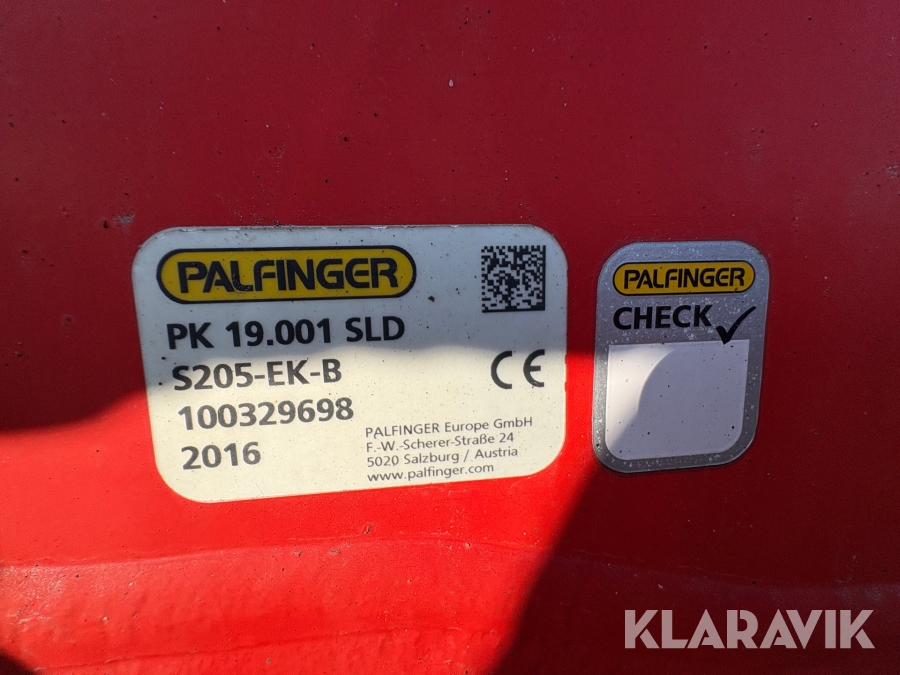 PALFINGER
PK 19.001 SLD
S205-EK-B
100329698
2016
CE
PALFINGER Europe GmbH
F.-W.-Scherer-Straße 24
5020 Salzburg / Austria
www.palfinger.com
PALFINGER
CHECK
KLARAVIK